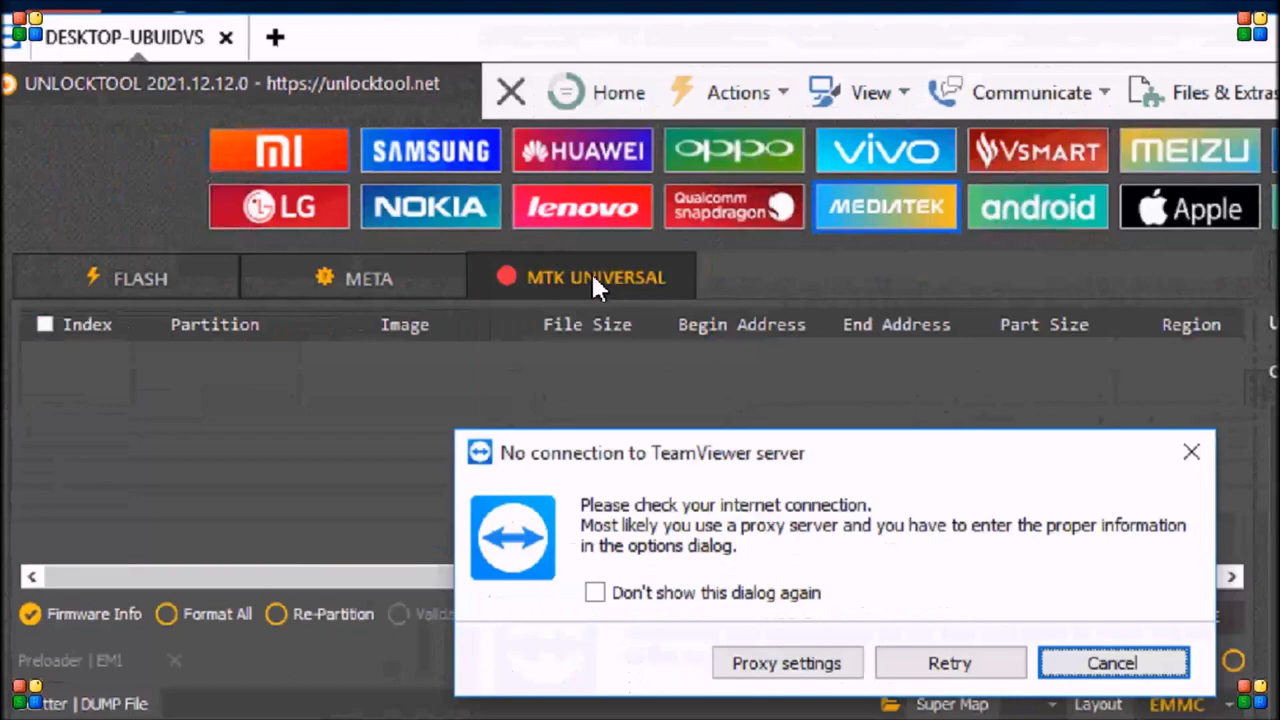 DESKTOP-UBUIDVS
UNLOCKTOOL 2021.12.12.0 - https://unlocktool.net
Home Actions View Communicate Files & Extras
mi SAMSUNG HUAWEI oppo vivo VSMART MEIZU
LG NOKIA lenovo Qualcomm snapdragon MEDIATEK android Apple
FLASH META MTK UNIVERSAL
Index Partition Image File Size Begin Address End Address Part Size Region
No connection to TeamViewer server
Please check your internet connection.
Most likely you use a proxy server and you have to enter the proper information
in the options dialog.
Don't show this dialog again
Firmware Info Format All Re-Partition
Proxy settings Retry Cancel
Preloader | EMI
DUMP File Super Map Layout EMMC